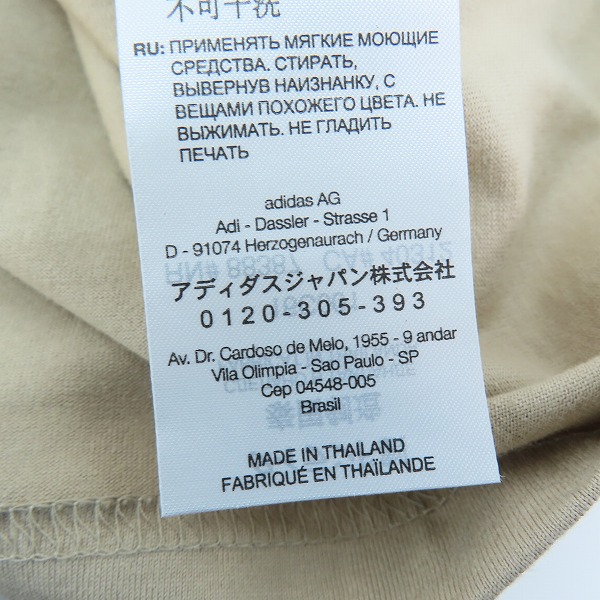 不可干洗
RU: ПРИМЕНЯТЬ МЯГКИЕ МОЮЩИЕ
СРЕДСТВА. СТИРАТЬ,
ВЫВЕРНУВ НАИЗНАНКУ, С
ВЕЩАМИ ПОХОЖЕГО ЦВЕТА. НЕ
ВЫЖИМАТЬ. НЕ ГЛАДИТЬ
ПЕЧАТЬ
adidas AG
Adi - Dassler - Strasse 1
D - 91074 Herzogenaurach / Germany
アディダスジャパン株式会社
0120-305-393
Av. Dr. Cardoso de Melo, 1955 - 9 andar
Vila Olimpia - Sao Paulo - SP
Cep 04548-005
Brasil
MADE IN THAILAND
FABRIQUÉ EN THAÏLANDE